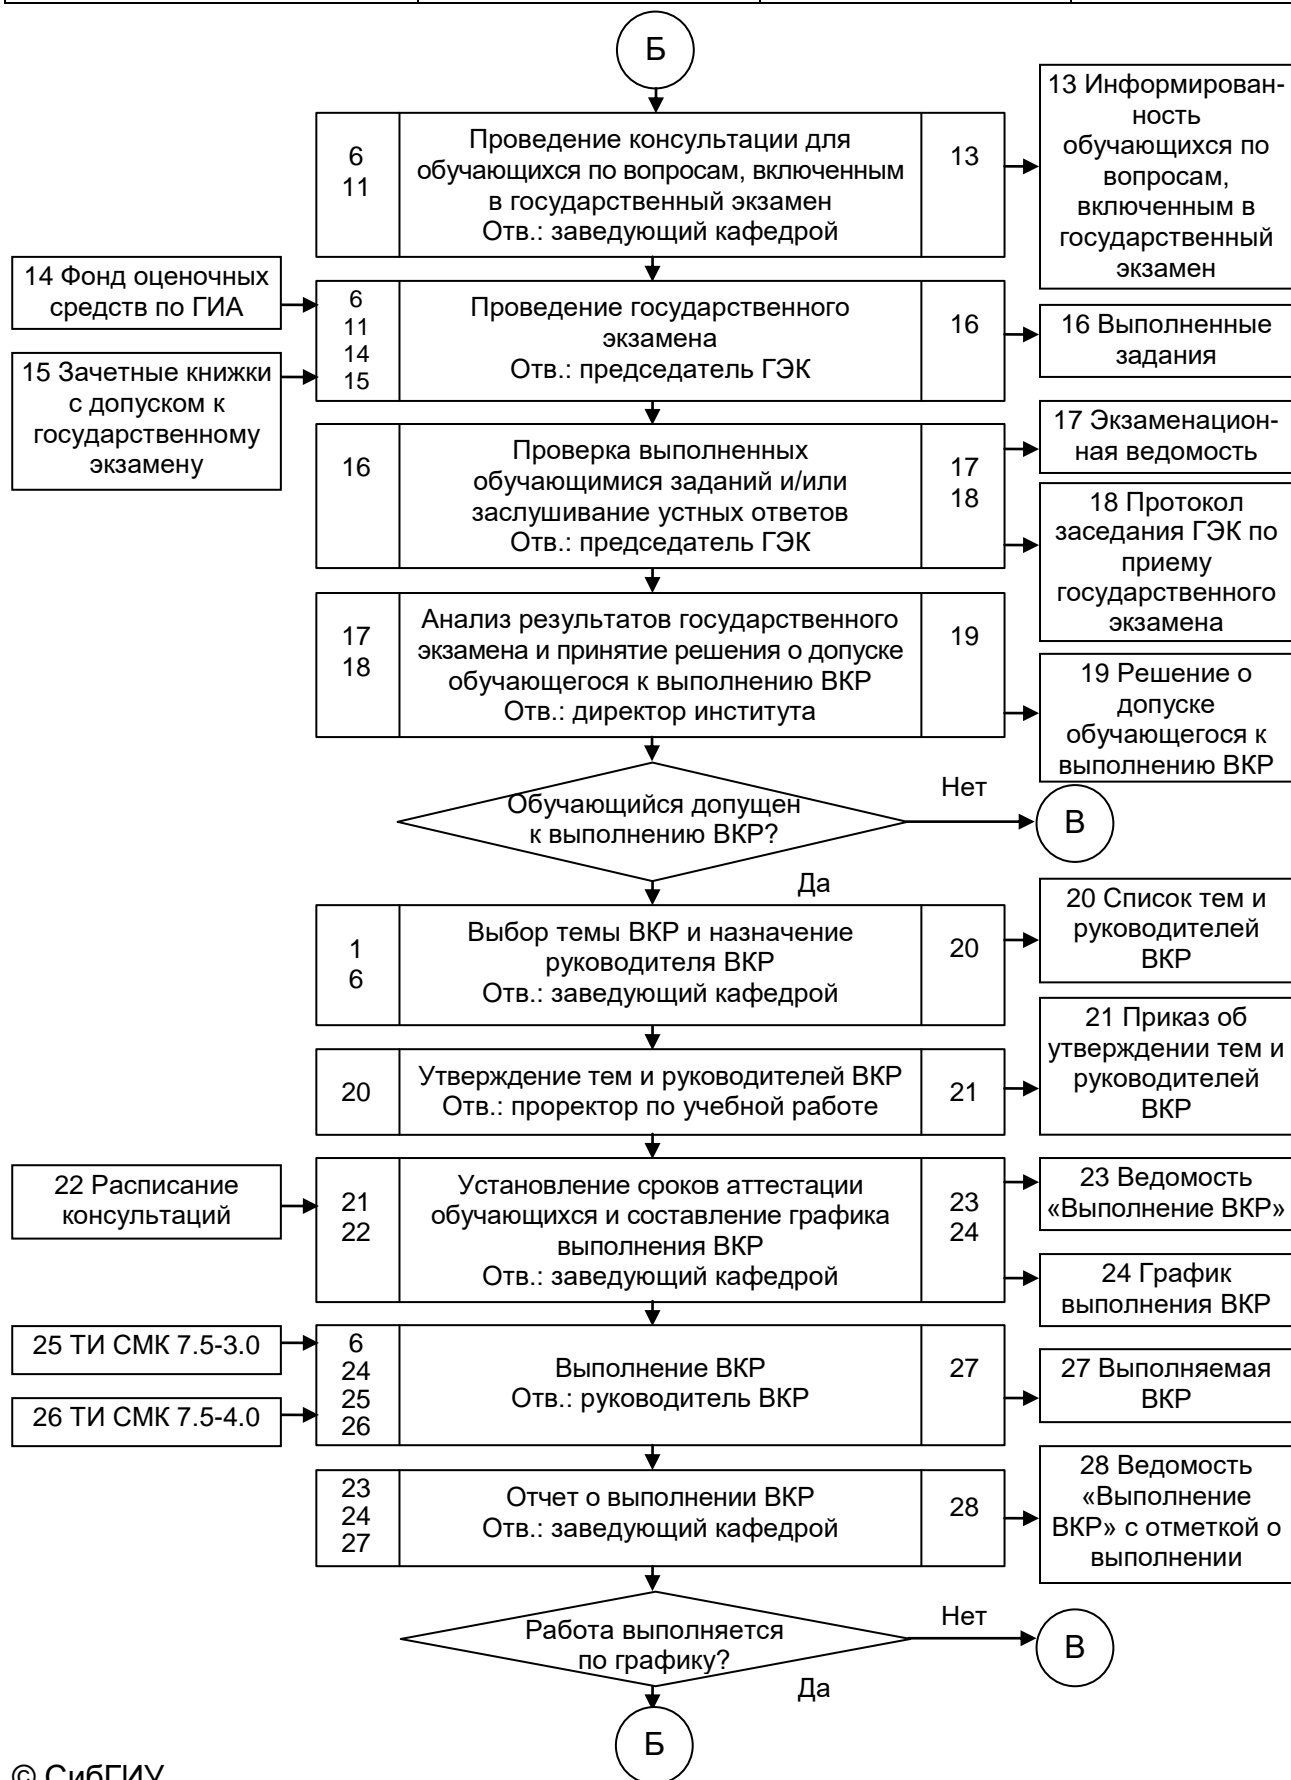 Б
6
11
Проведение консультации для
обучающихся по вопросам, включенным
в государственный экзамен
Отв.: заведующий кафедрой
13
13 Информирован-
ность
обучающихся по
вопросам,
включенным в
государственный
экзамен
14 Фонд оценочных
средств по ГИА
15 Зачетные книжки
с допуском к
государственному
экзамену
6
11
14
15
Проведение государственного
экзамена
Отв.: председатель ГЭК
16
16 Выполненные
задания
16
Проверка выполненных
обучающимися заданий и/или
заслушивание устных ответов
Отв.: председатель ГЭК
17
18
17 Экзаменацион-
ная ведомость
18 Протокол
заседания ГЭК по
приему
государственного
экзамена
17
18
Анализ результатов государственного
экзамена и принятие решения о допуске
обучающегося к выполнению ВКР
Отв.: директор института
19
19 Решение о
допуске
обучающегося к
выполнению ВКР
Обучающийся допущен
к выполнению ВКР?
Нет
В
Да
1
6
Выбор темы ВКР и назначение
руководителя ВКР
Отв.: заведующий кафедрой
20
20 Список тем и
руководителей
ВКР
20
Утверждение тем и руководителей ВКР
Отв.: проректор по учебной работе
21
21 Приказ об
утверждении тем и
руководителей
ВКР
22 Расписание
консультаций
21
22
Установление сроков аттестации
обучающихся и составление графика
выполнения ВКР
Отв.: заведующий кафедрой
23
24
23 Ведомость
«Выполнение ВКР»
24 График
выполнения ВКР
25 ТИ СМК 7.5-3.0
26 ТИ СМК 7.5-4.0
6
24
25
26
Выполнение ВКР
Отв.: руководитель ВКР
27
27 Выполняемая
ВКР
23
24
27
Отчет о выполнении ВКР
Отв.: заведующий кафедрой
28
28 Ведомость
«Выполнение
ВКР» с отметкой о
выполнении
Работа выполняется
по графику?
Нет
В
Да
Б
© СибГИУ